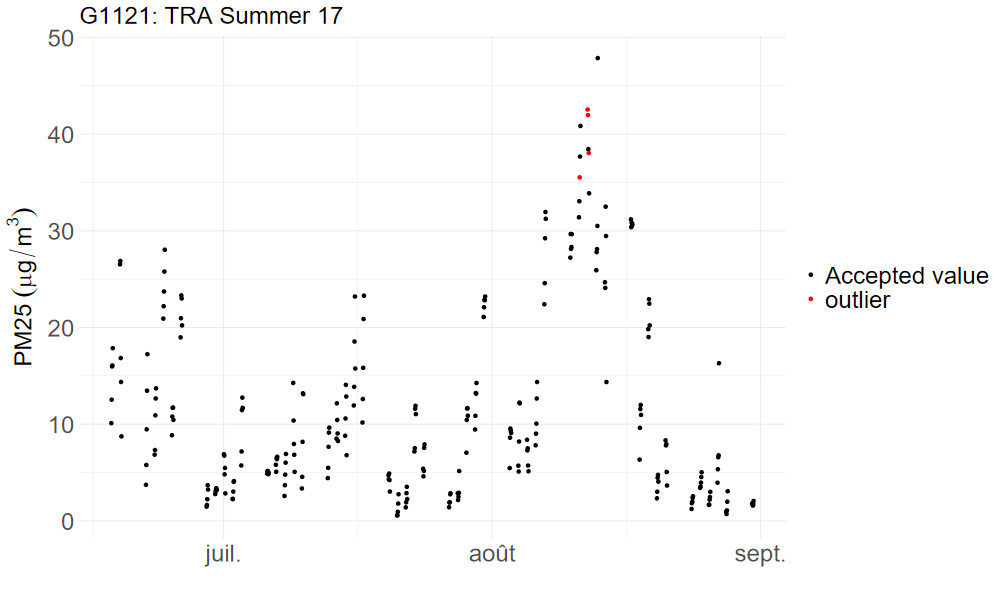 G1121: TRA Summer 17
PM25 (μg/m³)
50
40
30
20
10
0
juil.
août
sept.
Accepted value
outlier